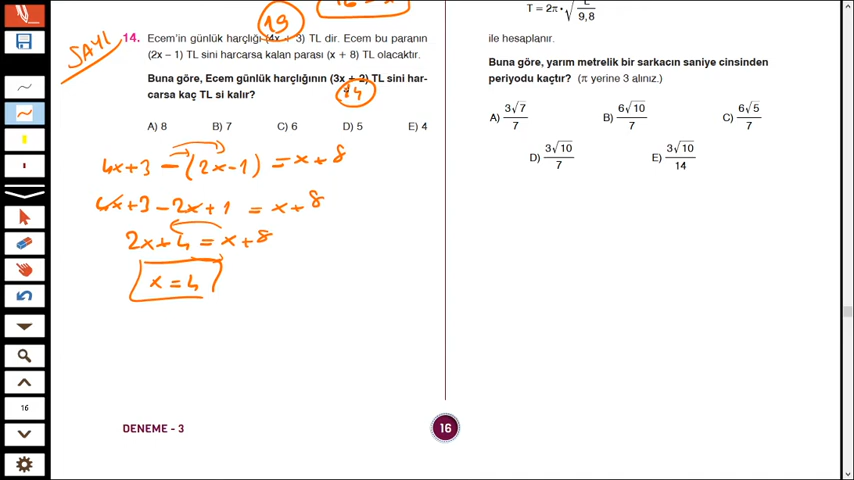 19
SAYI
14. Ecem'in günlük harçlığı (4x + 3) TL dir. Ecem bu paranın
(2x – 1) TL sini harcarsa kalan parası (x + 8) TL olacaktır.
Buna göre, Ecem günlük harçlığının (3x + 2) TL sini har-
carsa kaç TL si kalır?
14
A) 8 B) 7 C) 6 D) 5 E) 4
4x+3 – (2x–1) = x+8
4x+3–2x+1 = x+8
2x+4 = x+8
x=4
DENEME - 3
16
T = 2π · √ L / 9,8
ile hesaplanır.
Buna göre, yarım metrelik bir sarkacın saniye cinsinden
periyodu kaçtır? (π yerine 3 alınız.)
A) 3√7 / 7 B) 6√10 / 7 C) 6√5 / 7
D) 3√10 / 7 E) 3√10 / 14
16